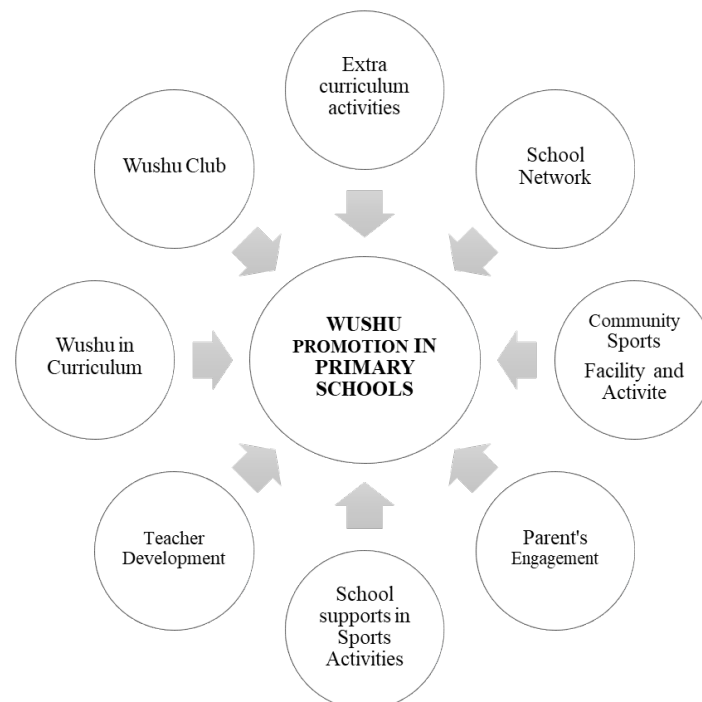 Extra
curriculum
activities
Wushu Club
School
Network
WUSHU
PROMOTION IN
PRIMARY
SCHOOLS
Wushu in
Curriculum
Community
Sports
Facility and
Activite
Teacher
Development
Parent's
Engagement
School
supports in
Sports
Activities